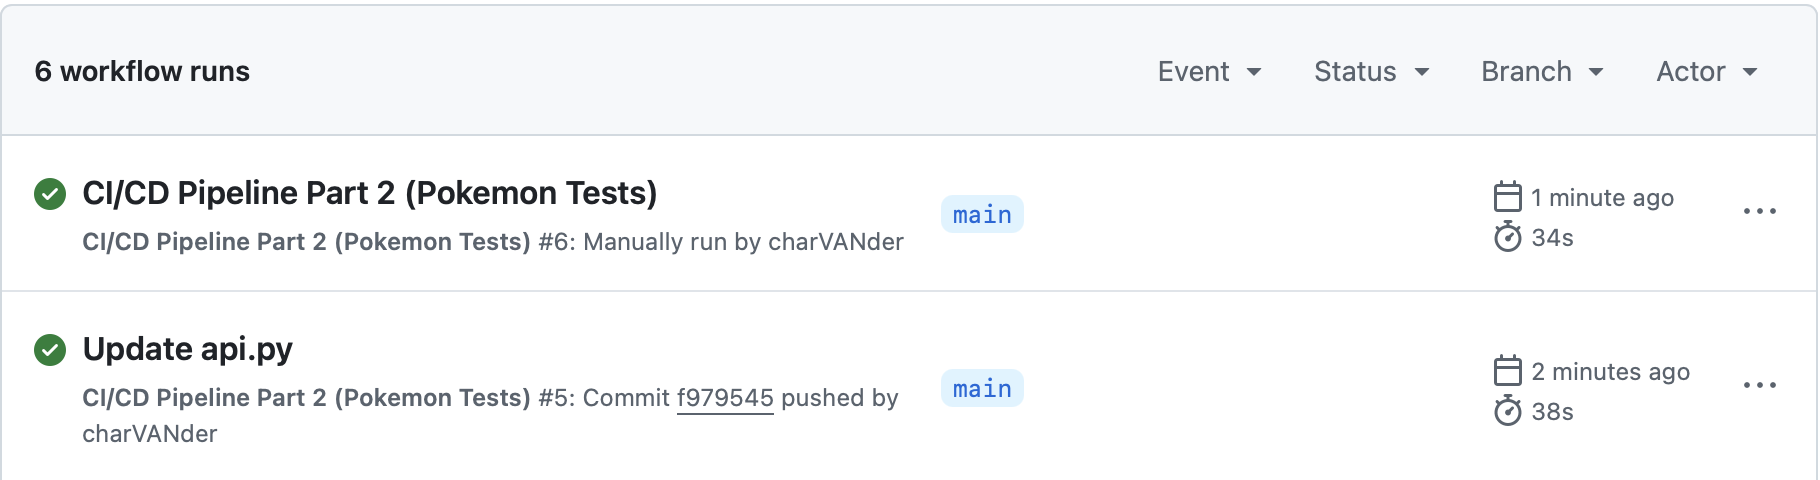 6 workflow runs
Event Status Branch Actor
CI/CD Pipeline Part 2 (Pokemon Tests)
CI/CD Pipeline Part 2 (Pokemon Tests) #6: Manually run by charVANder
main
1 minute ago
34s
Update api.py
CI/CD Pipeline Part 2 (Pokemon Tests) #5: Commit f979545 pushed by
charVANder
main
2 minutes ago
38s